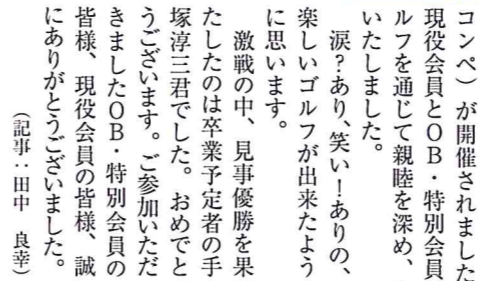 コンペ）が開催されました
現役会員とＯＢ・特別会員
ルフを通じて親睦を深め、
いたしました。
涙？あり、笑い！ありの、
楽しいゴルフが出来たよう
に思います。
激戦の中、見事優勝を果
たしたのは卒業予定者の手
塚淳三君でした。おめでと
うございます。ご参加いただ
きましたＯＢ・特別会員の
皆様、現役会員の皆様、誠
にありがとうございました。
（記事：田中　良幸）